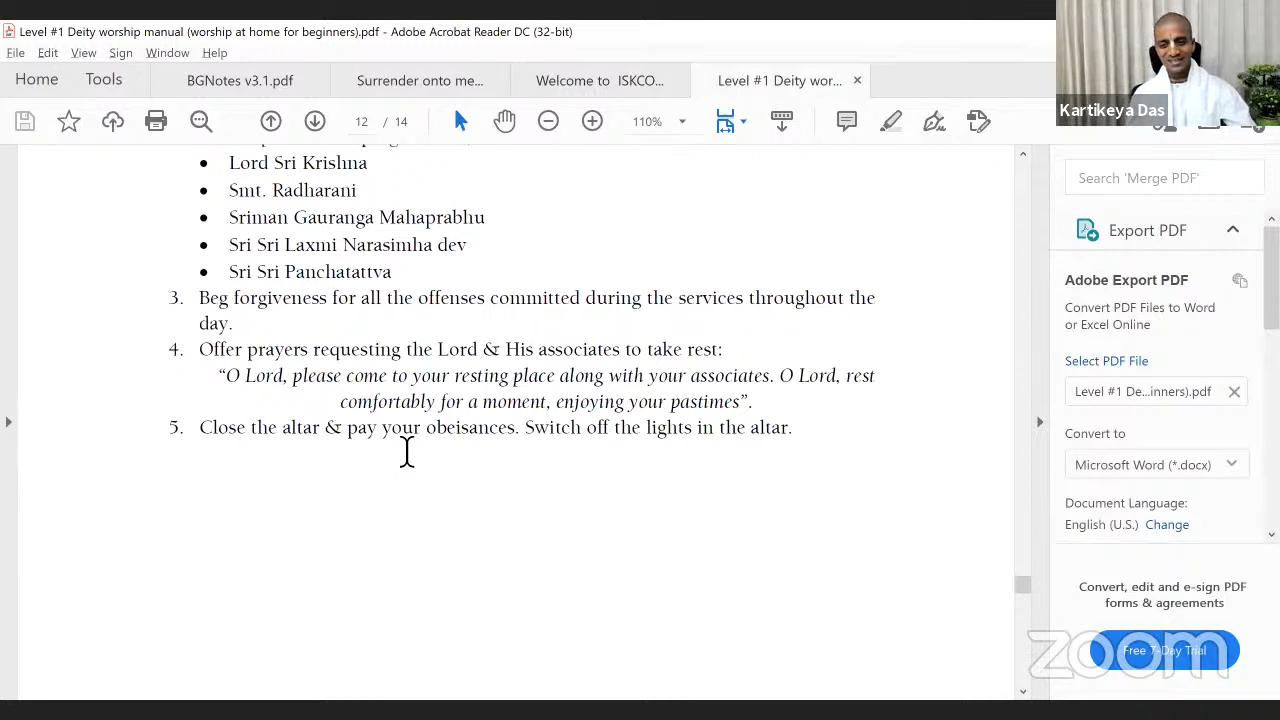 Level #1 Deity worship manual (worship at home for beginners).pdf - Adobe Acrobat Reader DC (32-bit)
File Edit View Sign Window Help
Home Tools BGNotes v3.1.pdf Surrender onto me... Welcome to ISKCO... Level #1 Deity wor...
Kartikeya Das
12 / 14 110%
Lord Sri Krishna
Smt. Radharani
Sriman Gauranga Mahaprabhu
Sri Sri Laxmi Narasimha dev
Sri Sri Panchatattva
3. Beg forgiveness for all the offenses committed during the services throughout the
day.
4. Offer prayers requesting the Lord & His associates to take rest:
“O Lord, please come to your resting place along with your associates. O Lord, rest
comfortably for a moment, enjoying your pastimes”.
5. Close the altar & pay your obeisances. Switch off the lights in the altar.
Search 'Merge PDF'
Export PDF
Adobe Export PDF
Convert PDF Files to Word
or Excel Online
Select PDF File
Level #1 De...inners).pdf
Convert to
Microsoft Word (*.docx)
Document Language:
English (U.S.) Change
Convert, edit and e-sign PDF
forms & agreements
Free 7-Day Trial
zoom